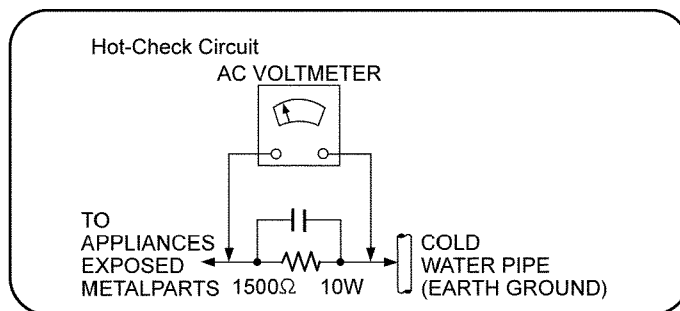 Hot-Check Circuit
AC VOLTMETER
TO
APPLIANCES
EXPOSED
METALPARTS
1500Ω
10W
COLD
WATER PIPE
(EARTH GROUND)